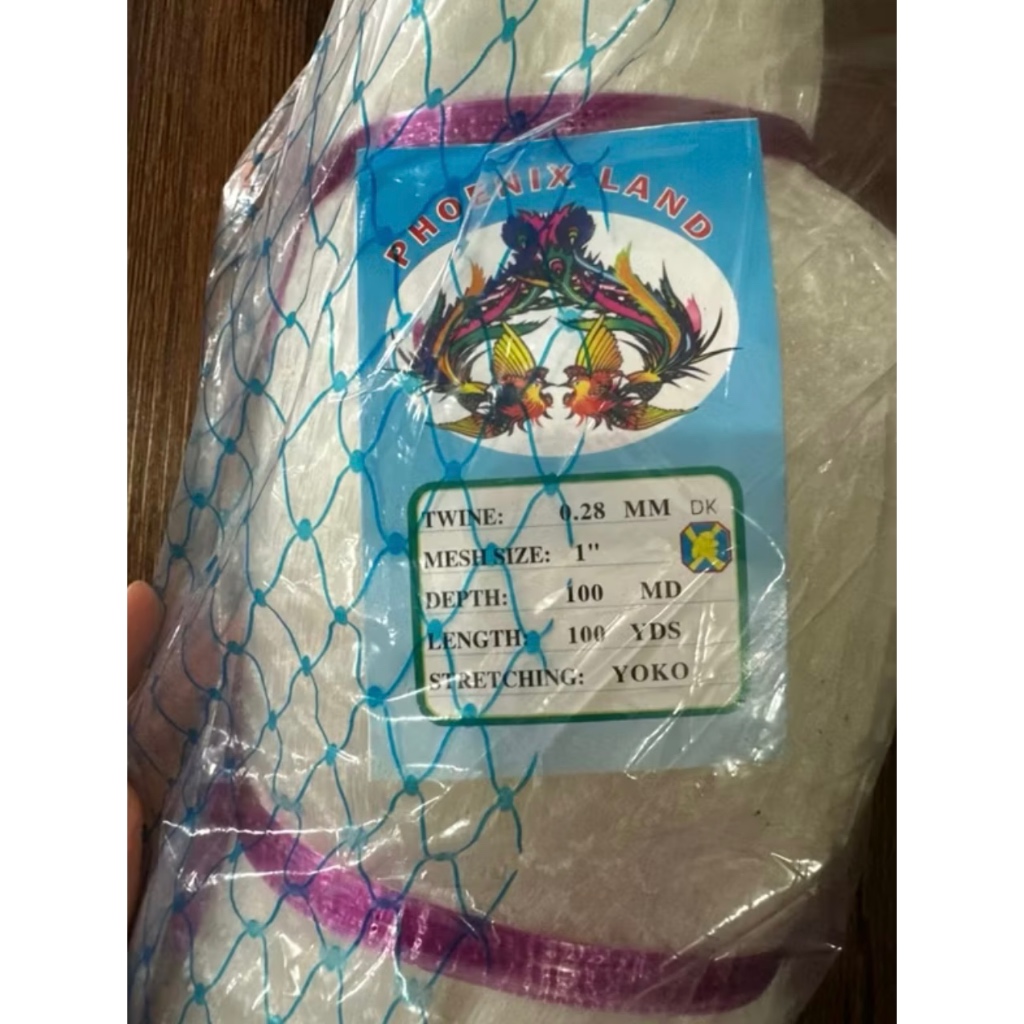 PHOENIX LAND
TWINE: 0.28 MM DK
MESH SIZE: 1"
DEPTH: 100 MD
LENGTH: 100 YDS
STRETCHING: YOKO